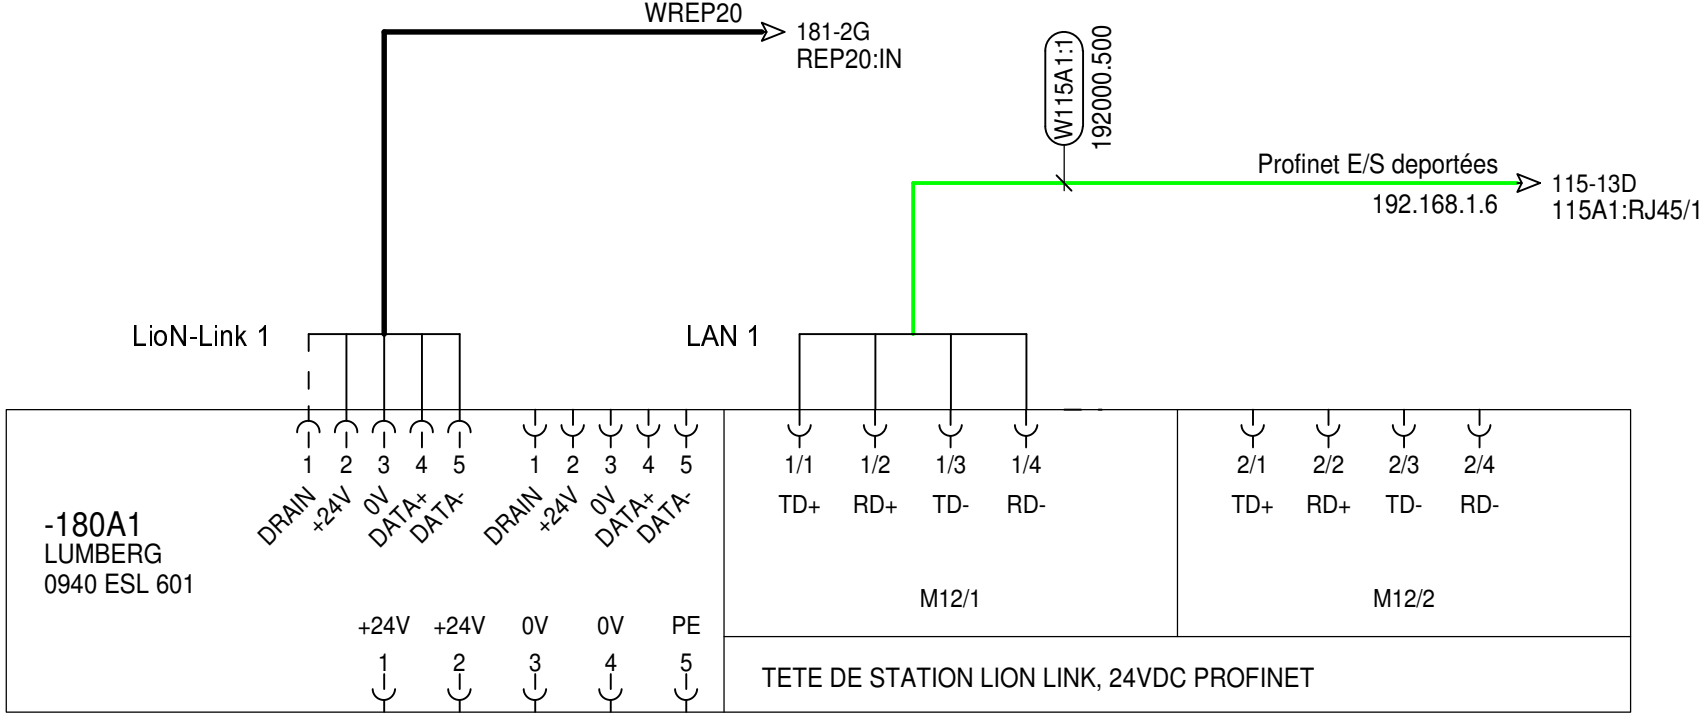 WREP20
181-2G
REP20:IN
W115A1:1
192000.500
Profinet E/S deportées
192.168.1.6
115-13D
115A1:RJ45/1
LioN-Link 1
LAN 1
1 2 3 4 5
DRAIN +24V 0V DATA+ DATA-
1 2 3 4 5
DRAIN +24V 0V DATA+ DATA-
1/1 1/2 1/3 1/4
TD+ RD+ TD- RD-
M12/1
2/1 2/2 2/3 2/4
TD+ RD+ TD- RD-
M12/2
-180A1
LUMBERG
0940 ESL 601
+24V +24V 0V 0V PE
1 2 3 4 5
TETE DE STATION LION LINK, 24VDC PROFINET